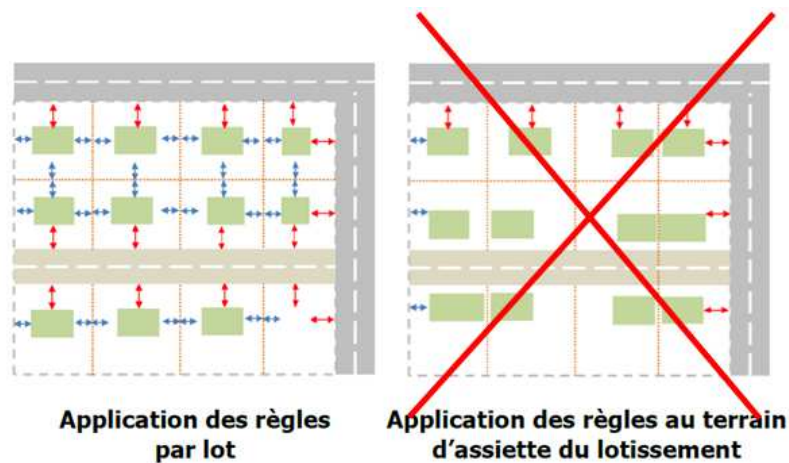 Application des règles
par lot
Application des règles au terrain
d'assiette du lotissement